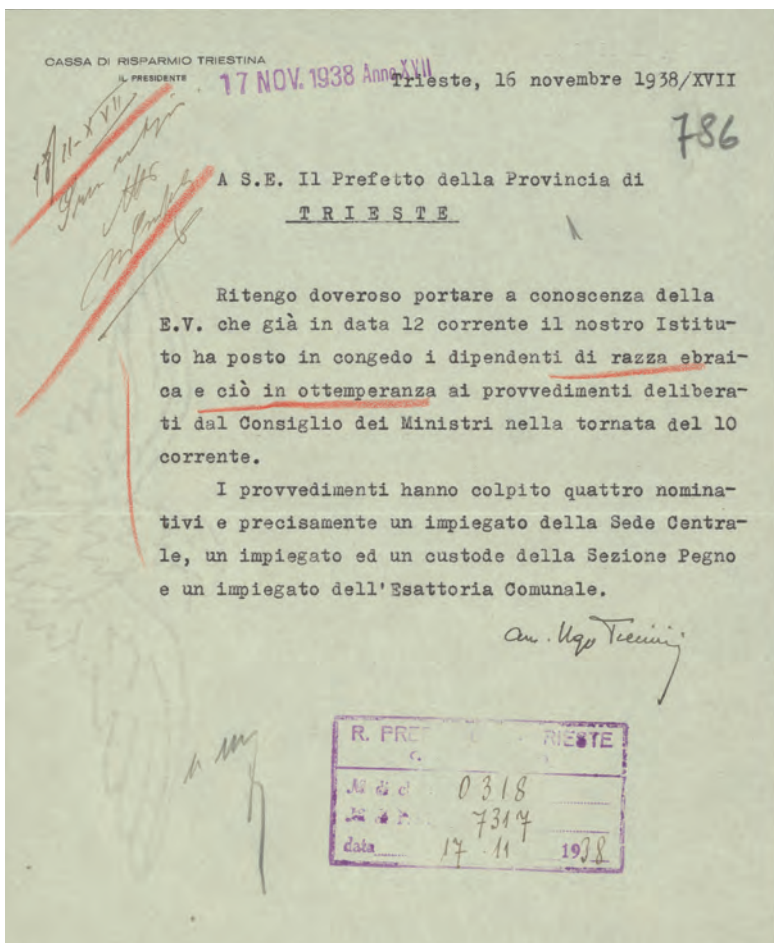 CASSA DI RISPARMIO TRIESTINA
IL PRESIDENTE
17 NOV. 1938 Anno XVII
Trieste, 16 novembre 1938/XVII
786
A S.E. Il Prefetto della Provincia di
TRIESTE
Ritengo doveroso portare a conoscenza della
E.V. che già in data 12 corrente il nostro Istitu-
to ha posto in congedo i dipendenti di razza ebrai-
ca e ciò in ottemperanza ai provvedimenti delibera-
ti dal Consiglio dei Ministri nella tornata del 10
corrente.
I provvedimenti hanno colpito quattro nomina-
tivi e precisamente un impiegato della Sede Centra-
le, un impiegato ed un custode della Sezione Pegno
e un impiegato dell'Esattoria Comunale.
Ugo
R. PRE RIESTE
0318
7317
data 17 11 1938